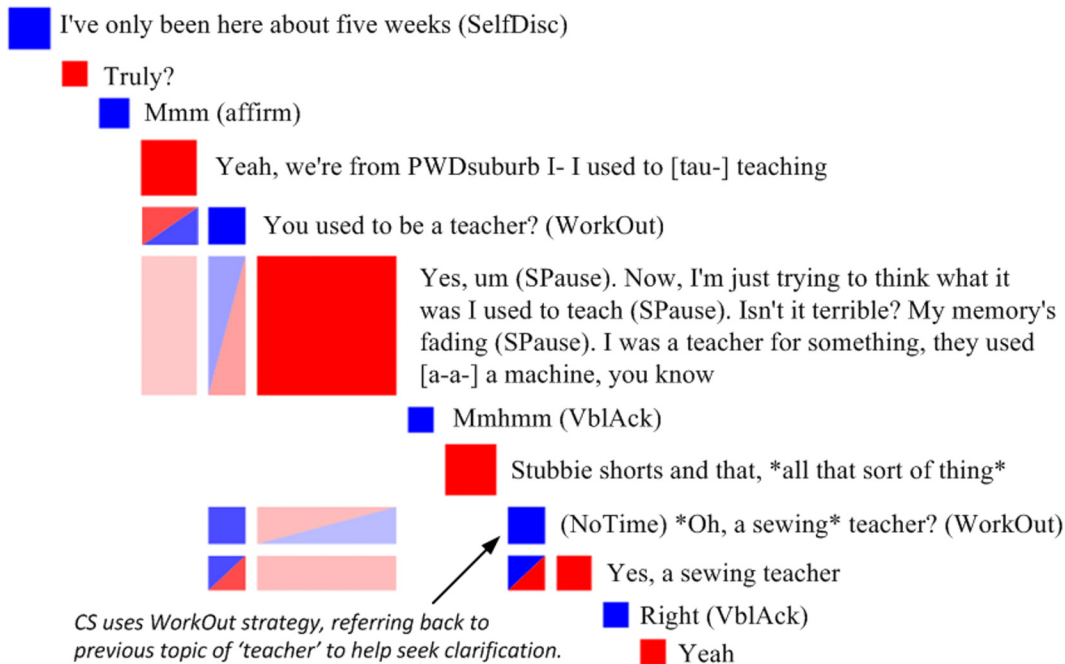 I've only been here about five weeks (SelfDisc)
Truly?
Mmm (affirm)
Yeah, we're from PWDsuburb I- I used to [tau-] teaching
You used to be a teacher? (WorkOut)
Yes, um (SPause). Now, I'm just trying to think what it
was I used to teach (SPause). Isn't it terrible? My memory's
fading (SPause). I was a teacher for something, they used
[a-a-] a machine, you know
Mmhmm (VblAck)
Stubbie shorts and that, *all that sort of thing*
(NoTime) *Oh, a sewing* teacher? (WorkOut)
Yes, a sewing teacher
CS uses WorkOut strategy, referring back to
previous topic of ‘teacher’ to help seek clarification.
Right (VblAck)
Yeah